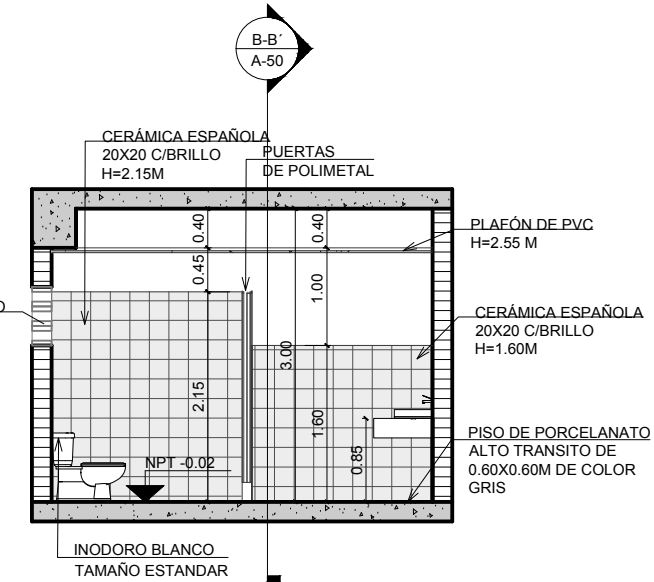 B-B´
A-50
CERÁMICA ESPAÑOLA
20X20 C/BRILLO
H=2.15M
PUERTAS
DE POLIMETAL
PLAFÓN DE PVC
H=2.55 M
0.40
0.40
0.45
1.00
3.00
2.15
1.60
0.85
CERÁMICA ESPAÑOLA
20X20 C/BRILLO
H=1.60M
NPT -0.02
PISO DE PORCELANATO
ALTO TRANSITO DE
0.60X0.60M DE COLOR
GRIS
INODORO BLANCO
TAMAÑO ESTANDAR